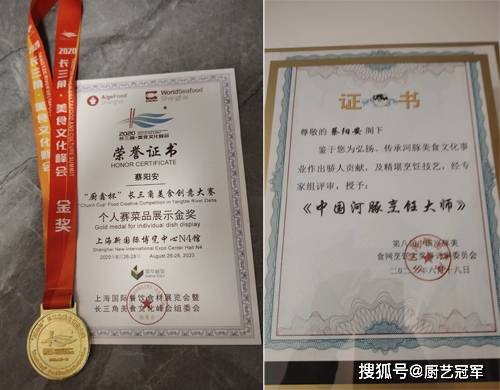 2020
长三角·美食文化峰会
金奖
AigeFood
Shanghai
WorldSeafood
Shanghai
2020
长三角·美食文化峰会
荣誉证书
HONOR CERTIFICATE
蔡阳安
“厨鑫杯”长三角美食创意大赛
Food Creative Competition in Yangtze River Delta
个人赛菜品展示金奖
Gold medal for individual dish display
上海新国际博览中心N4馆
Shanghai New International Expo Center Hall N4
August 26-28, 2020
上海国际餐饮食材展览会暨
长三角美食文化峰会组委会
证书
尊敬的 蔡阳安 阁下
鉴于您为弘扬、传承河豚美食文化事
业作出骄人贡献，及精堪烹饪技艺，经专
家组评审，授予：
《中国河豚烹饪大师》
搜狐号@厨艺冠军